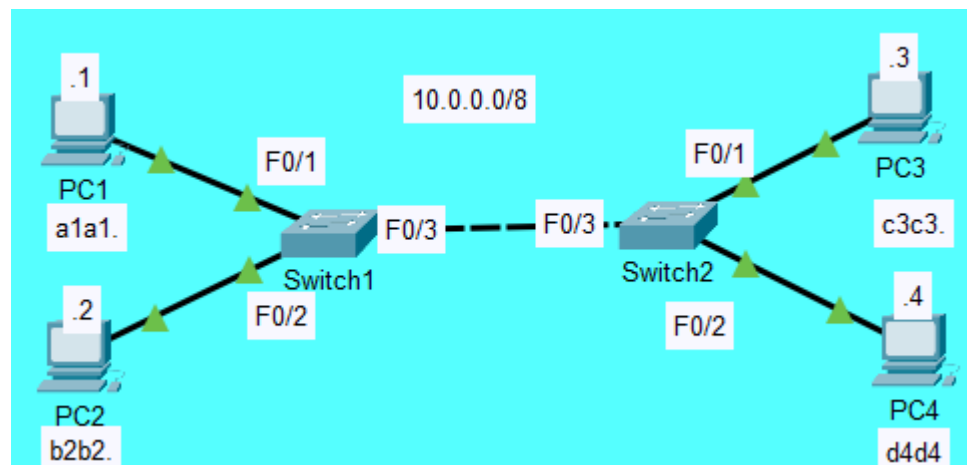 .1
.3
10.0.0.0/8
F0/1
F0/1
PC1
PC3
a1a1.
F0/3
F0/3
c3c3.
Switch1
Switch2
.2
F0/2
F0/2
.4
PC2
PC4
b2b2.
d4d4